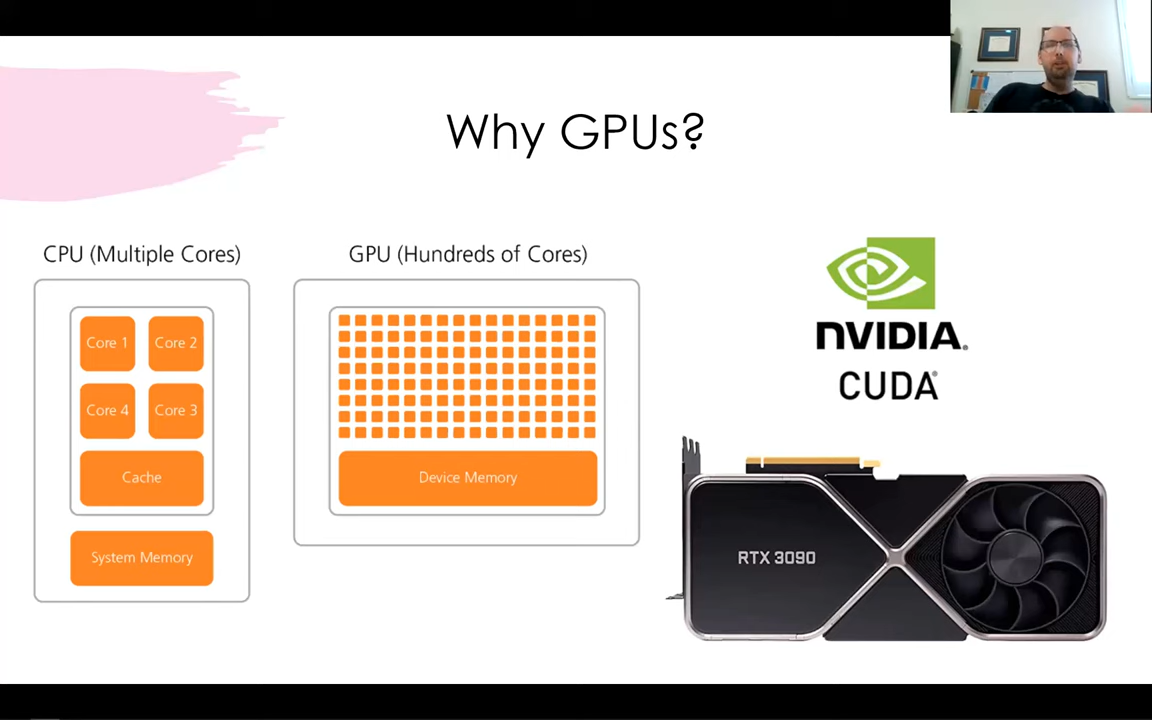 Why GPUs?
CPU (Multiple Cores)
Core 1 Core 2
Core 4 Core 3
Cache
System Memory
GPU (Hundreds of Cores)
Device Memory
NVIDIA.
CUDA®
RTX 3090